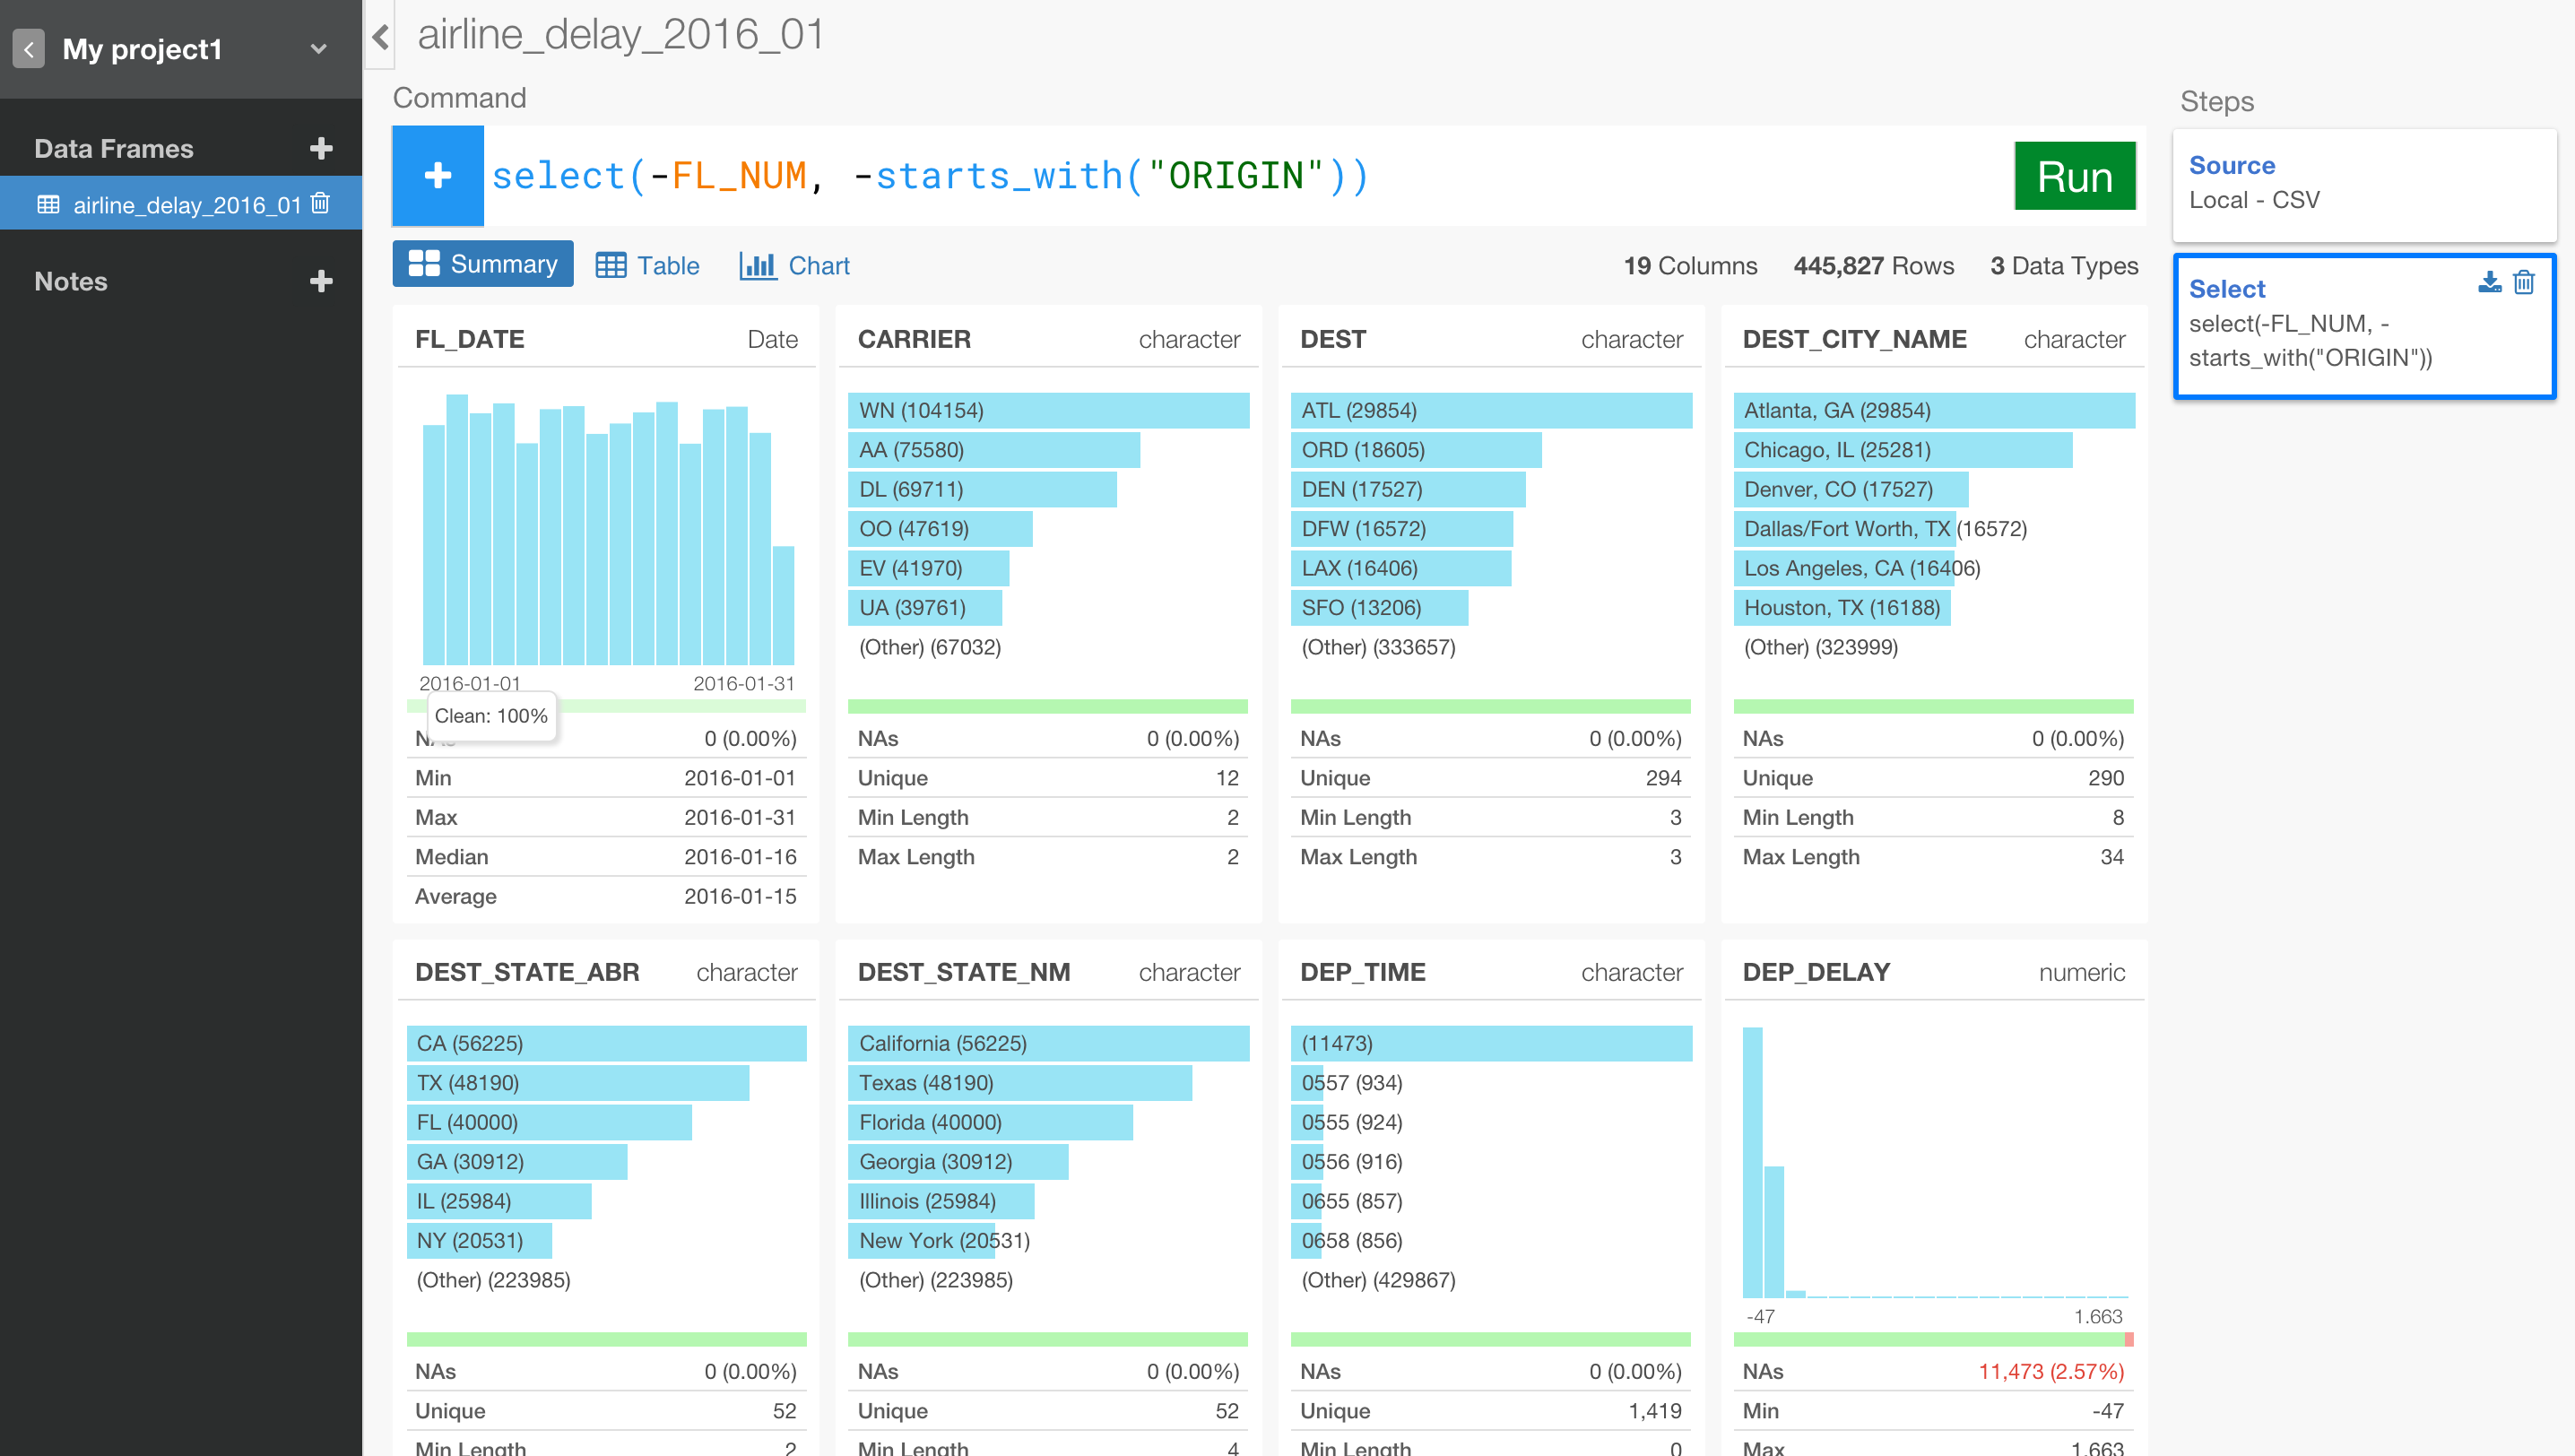 My project1
airline_delay_2016_01
Data Frames
airline_delay_2016_01
Notes
Command
select(-FL_NUM, -starts_with("ORIGIN"))
Run
Summary
Table
Chart
19 Columns 445,827 Rows 3 Data Types
Steps
Source
Local - CSV
Select
select(-FL_NUM, -
starts_with("ORIGIN"))
FL_DATE Date
2016-01-01 2016-01-31
Clean: 100%
0 (0.00%)
Min 2016-01-01
Max 2016-01-31
Median 2016-01-16
Average 2016-01-15
CARRIER character
WN (104154)
AA (75580)
DL (69711)
OO (47619)
EV (41970)
UA (39761)
(Other) (67032)
NAs 0 (0.00%)
Unique 12
Min Length 2
Max Length 2
DEST character
ATL (29854)
ORD (18605)
DEN (17527)
DFW (16572)
LAX (16406)
SFO (13206)
(Other) (333657)
NAs 0 (0.00%)
Unique 294
Min Length 3
Max Length 3
DEST_CITY_NAME character
Atlanta, GA (29854)
Chicago, IL (25281)
Denver, CO (17527)
Dallas/Fort Worth, TX (16572)
Los Angeles, CA (16406)
Houston, TX (16188)
(Other) (323999)
NAs 0 (0.00%)
Unique 290
Min Length 8
Max Length 34
DEST_STATE_ABR character
CA (56225)
TX (48190)
FL (40000)
GA (30912)
IL (25984)
NY (20531)
(Other) (223985)
NAs 0 (0.00%)
Unique 52
Min Length 2
DEST_STATE_NM character
California (56225)
Texas (48190)
Florida (40000)
Georgia (30912)
Illinois (25984)
New York (20531)
(Other) (223985)
NAs 0 (0.00%)
Unique 52
Min Length 4
DEP_TIME character
(11473)
0557 (934)
0555 (924)
0556 (916)
0655 (857)
0658 (856)
(Other) (429867)
NAs 0 (0.00%)
Unique 1,419
Min Length 0
DEP_DELAY numeric
-47 1.663
NAs 11,473 (2.57%)
Min -47
Max 1,663